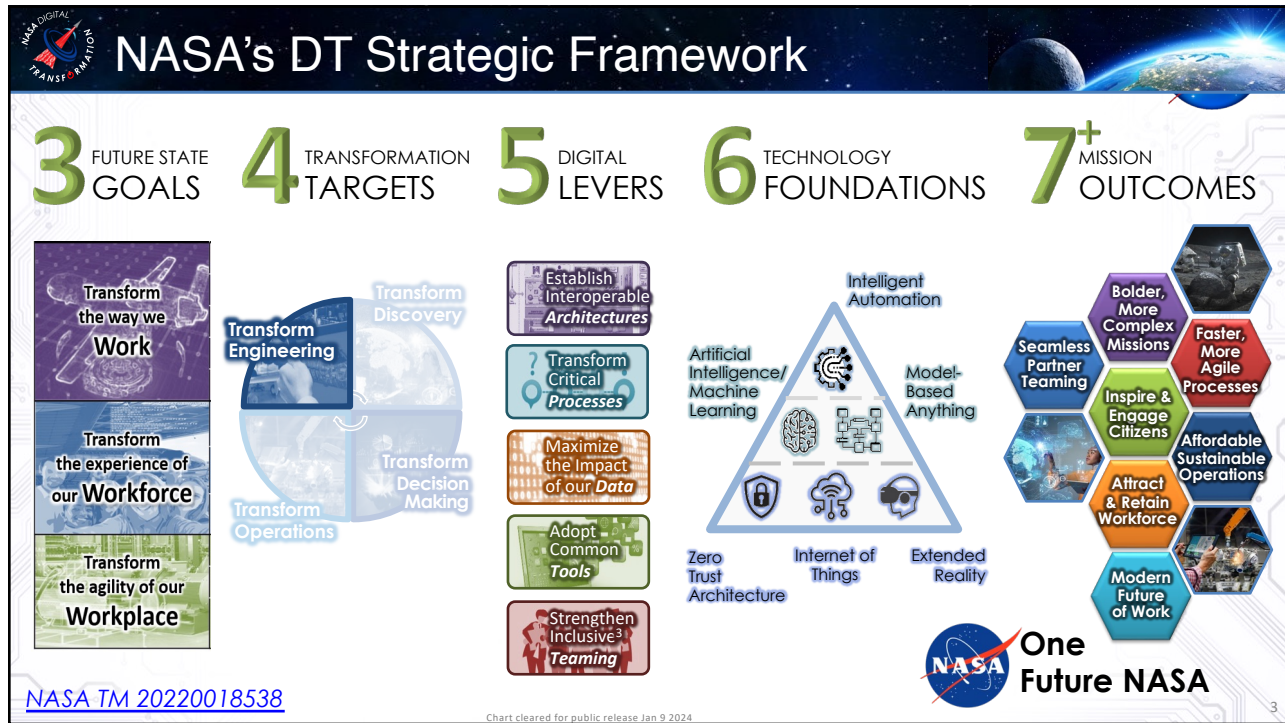 NASA DIGITAL
TRANSFORMATION
NASA's DT Strategic Framework
3 FUTURE STATE
GOALS
4 TRANSFORMATION
TARGETS
5 DIGITAL
LEVERS
6 TECHNOLOGY
FOUNDATIONS
7+ MISSION
OUTCOMES
Transform
the way we
Work
Transform
the experience of
our Workforce
Transform
the agility of our
Workplace
Transform
Engineering
Transform
Discovery
Transform
Decision
Making
Transform
Operations
Establish
Interoperable
Architectures
Transform
Critical
Processes
Maximize
the Impact
of our Data
Adopt
Common
Tools
Strengthen
Inclusive3
Teaming
Intelligent
Automation
Artificial
Intelligence/
Machine
Learning
Model-
Based
Anything
Zero
Trust
Architecture
Internet of
Things
Extended
Reality
Bolder,
More
Complex
Missions
Seamless
Partner
Teaming
Faster,
More
Agile
Processes
Inspire &
Engage
Citizens
Affordable
Sustainable
Operations
Attract
& Retain
Workforce
Modern
Future
of Work
NASA
One
Future NASA
NASA TM 20220018538
Chart cleared for public release Jan 9 2024
3